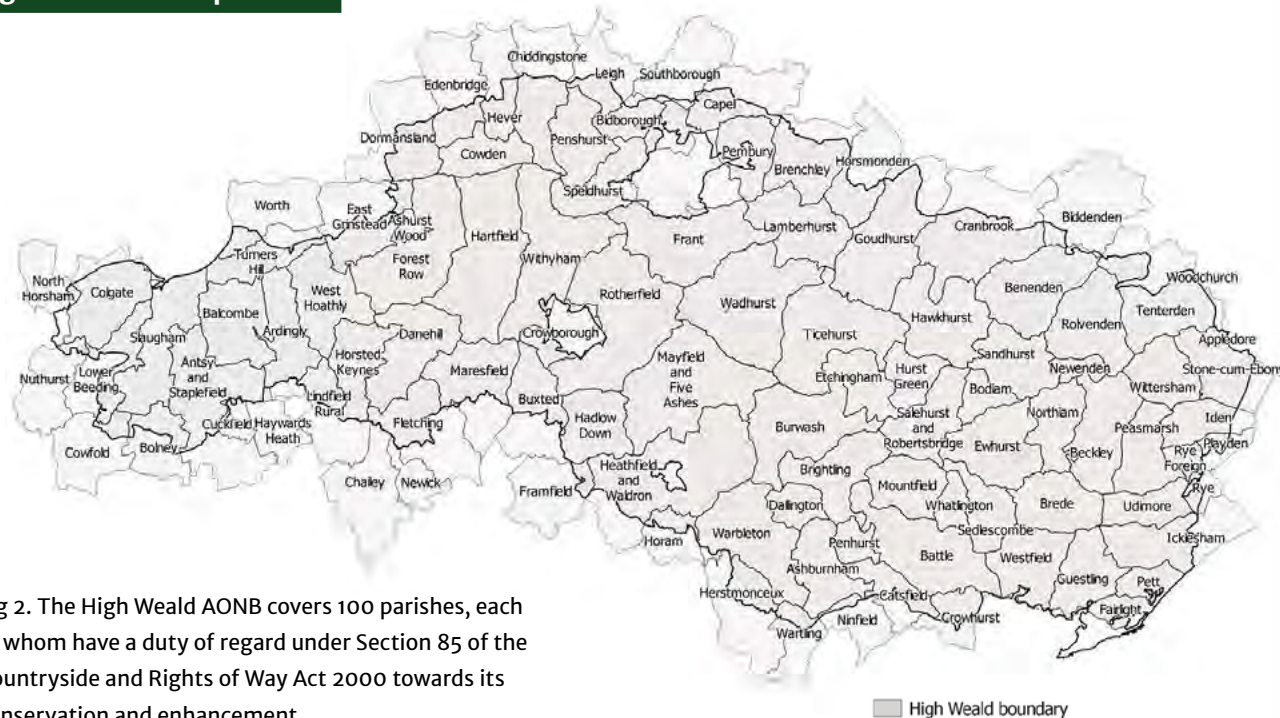 Chiddingstone
Leigh
Southborough
Edenbridge
Capel
Hever
Bidborough
Dormansland
Penshurst
Pembury
Cowden
Horsmonden
Brenchley
Speldhurst
Worth
East
Grinstead
Ashurst
Wood
Hartfield
Frant
Lamberhurst
Goudhurst
Cranbrook
Biddenden
Turners
Hill
Forest
Row
Withyham
North
Horsham
Colgate
West
Hoathly
Rotherfield
Wadhurst
Benenden
Woodchurch
Balcombe
Hawkhurst
Rolvenden
Tenterden
Slaugham
Ardingly
Danehill
Crowborough
Ticehurst
Appledore
Horsted
Keynes
Mayfield
and
Five
Ashes
Sandhurst
Nuthurst
Lower
Beeding
Antsy
and
Staplefield
Maresfield
Etchingham
Hurst
Green
Newenden
Stone-cum-Ebony
Bodiam
Wittersham
Lindfield
Rural
Buxted
Cuckfield
Haywards
Heath
Fletching
Hadlow
Down
Burwash
Salehurst
and
Robertsbridge
Northiam
Peasmarsh
Iden
Cowfold
Bolney
Ewhurst
Beckley
Playden
Rye
Foreign
Chailey
Newick
Framfield
Heathfield
and
Waldron
Brightling
Mountfield
Rye
Dallington
Whatlington
Brede
Udimore
Horam
Warbleton
Penhurst
Sedlescombe
Icklesham
Battle
Westfield
Ashburnham
Guestling
Pett
Herstmonceux
Catsfield
Fairlight
Ninfield
Crowhurst
Wartling
g 2. The High Weald AONB covers 100 parishes, each
whom have a duty of regard under Section 85 of the
ountryside and Rights of Way Act 2000 towards its
nservation and enhancement
High Weald boundary